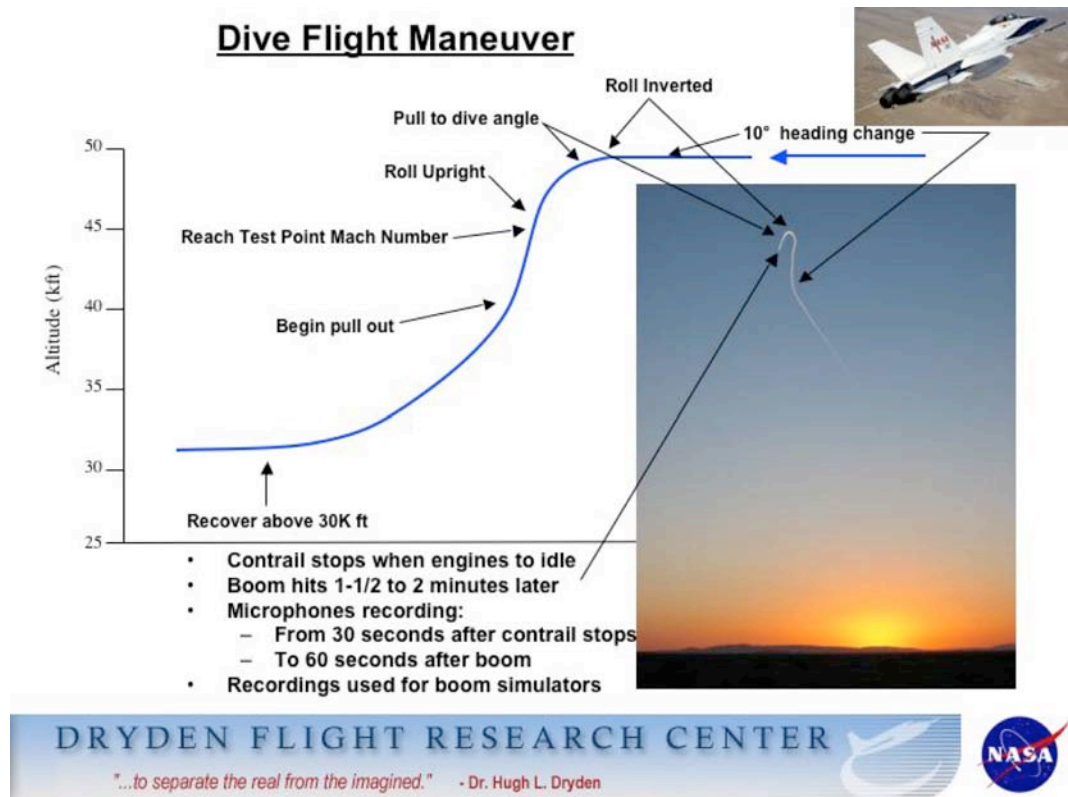 Dive Flight Maneuver
Roll Inverted
Pull to dive angle
10° heading change
Roll Upright
Reach Test Point Mach Number
Begin pull out
Recover above 30K ft
Altitude (kft)
50
45
40
35
30
25
• Contrail stops when engines to idle
• Boom hits 1-1/2 to 2 minutes later
• Microphones recording:
– From 30 seconds after contrail stops
– To 60 seconds after boom
• Recordings used for boom simulators
DRYDEN FLIGHT RESEARCH CENTER
"...to separate the real from the imagined." - Dr. Hugh L. Dryden
NASA